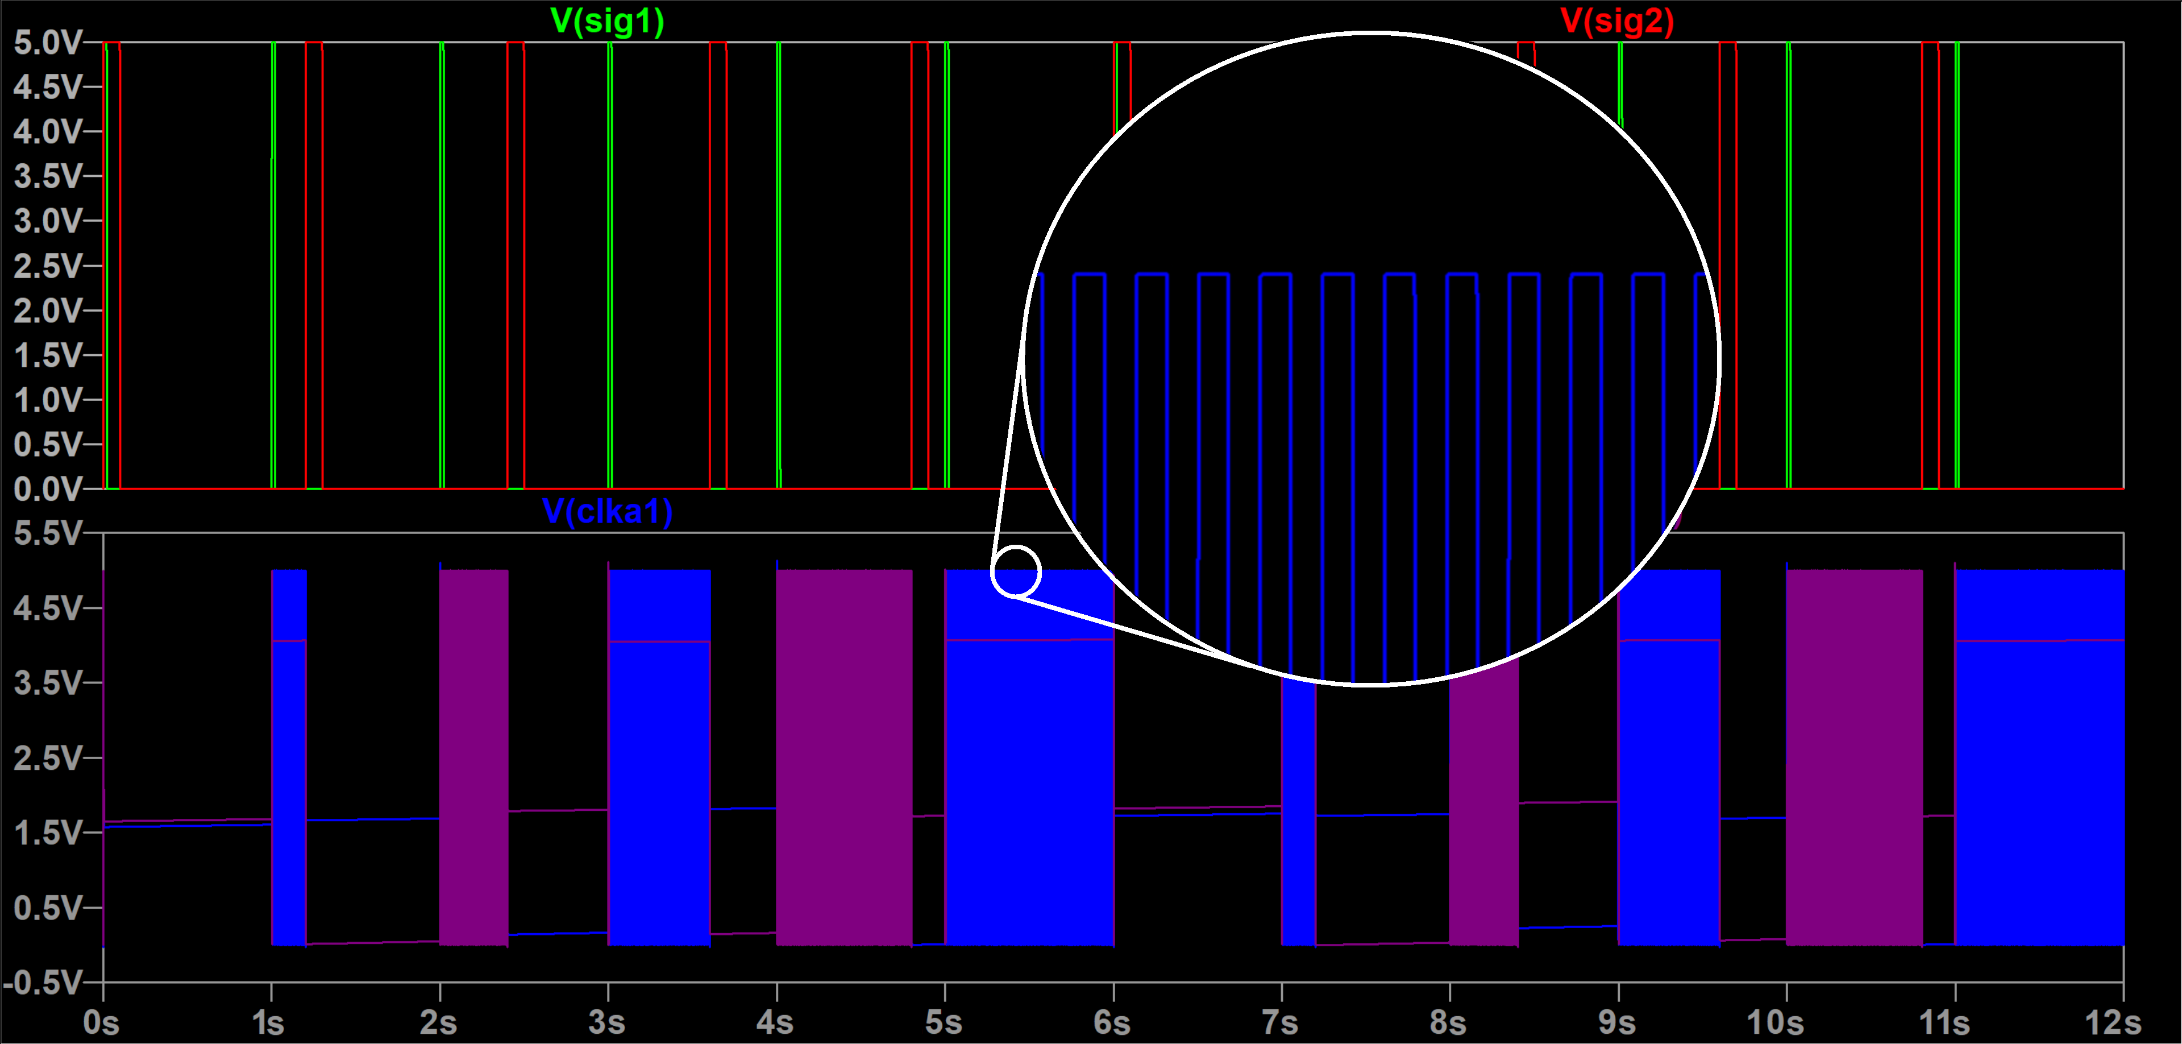 V(sig1) V(sig2)
5.0V
4.5V
4.0V
3.5V
3.0V
2.5V
2.0V
1.5V
1.0V
0.5V
0.0V
V(clka1)
5.5V
4.5V
3.5V
2.5V
1.5V
0.5V
-0.5V
0s 1s 2s 3s 4s 5s 6s 7s 8s 9s 10s 11s 12s